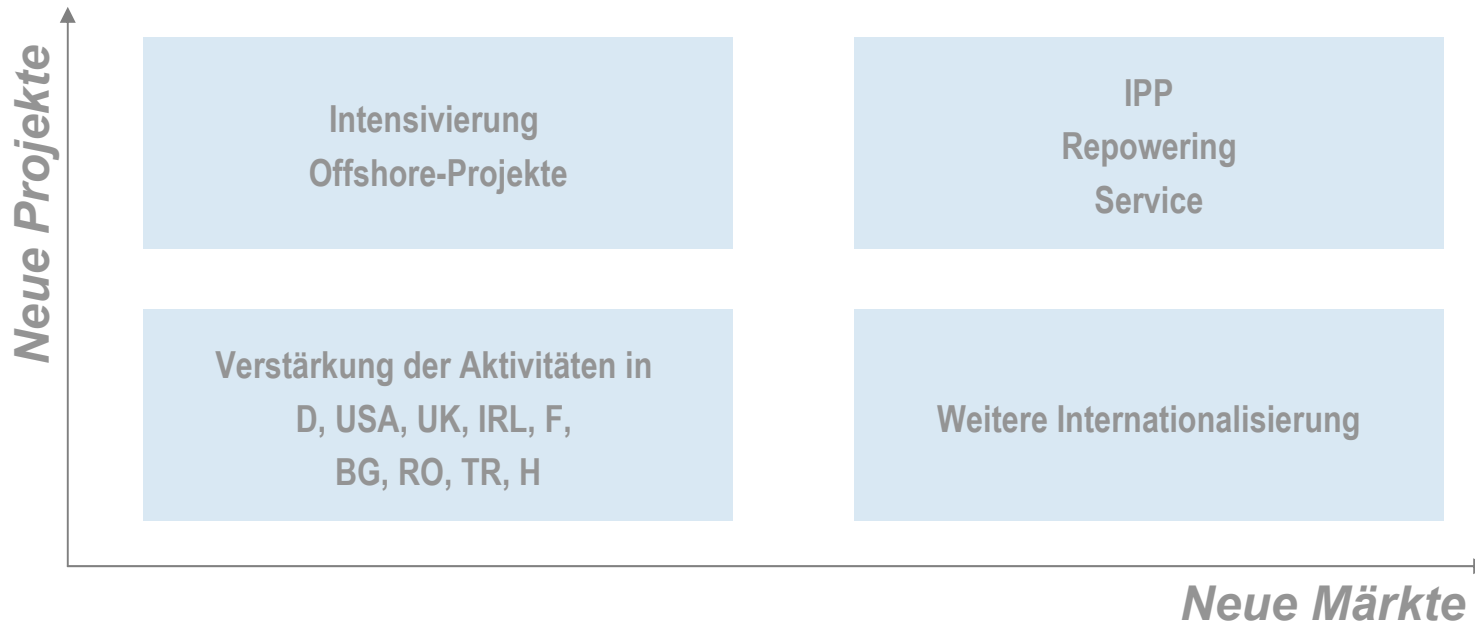 Neue Projekte
Intensivierung
Offshore-Projekte
IPP
Repowering
Service
Verstärkung der Aktivitäten in
D, USA, UK, IRL, F,
BG, RO, TR, H
Weitere Internationalisierung
Neue Märkte